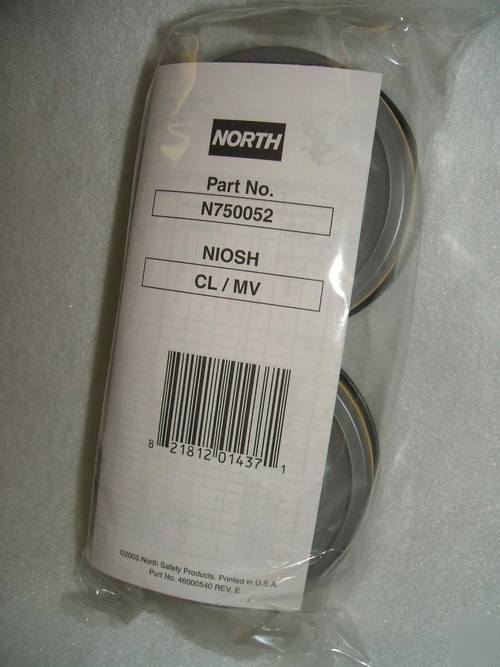 NORTH
Part No.
N750052
NIOSH
CL / MV
8 21812 01437 1
©2005 North Safety Products. Printed in U.S.A.
Part No. 46000540 REV. E